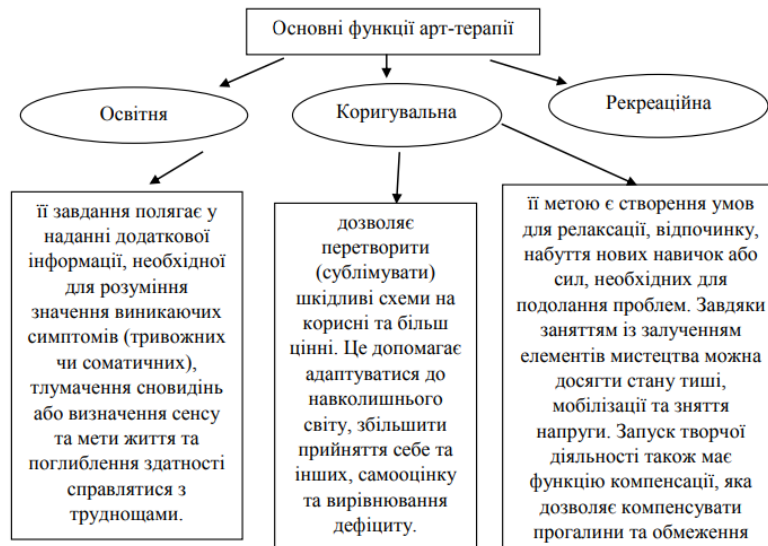 Основні функції арт-терапії
Освітня
Коригувальна
Рекреаційна
її завдання полягає у
наданні додаткової
інформації, необхідної
для розуміння
значення виникаючих
симптомів (тривожних
чи соматичних),
тлумачення сновидінь
або визначення сенсу
та мети життя та
поглиблення здатності
справлятися з
труднощами.
дозволяє
перетворити
(сублімувати)
шкідливі схеми на
корисні та більш
цінні. Це допомагає
адаптуватися до
навколишнього
світу, збільшити
прийняття себе та
інших, самооцінку
та вирівнювання
дефіциту.
її метою є створення умов
для релаксації, відпочинку,
набуття нових навичок або
сил, необхідних для
подолання проблем. Завдяки
заняттям із залученням
елементів мистецтва можна
досягти стану тиші,
мобілізації та зняття
напруги. Запуск творчої
діяльності також має
функцію компенсації, яка
дозволяє компенсувати
прогалини та обмеження